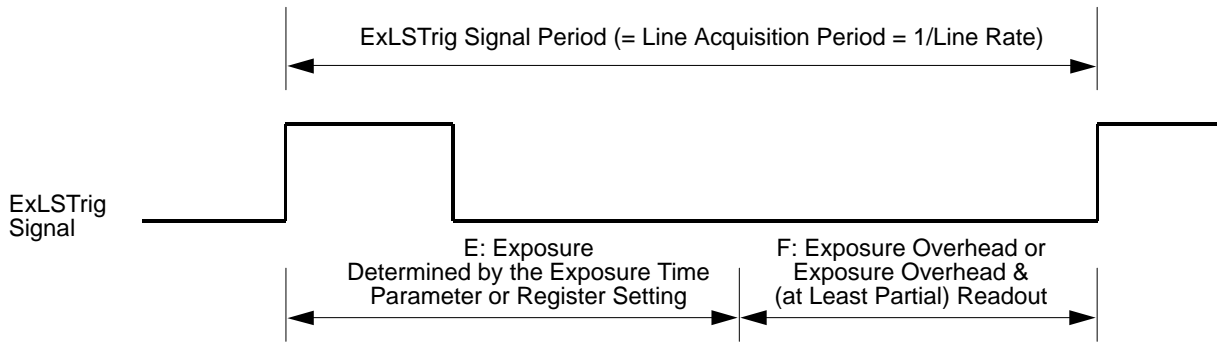 ExLSTrig Signal Period (= Line Acquisition Period = 1/Line Rate)
ExLSTrig
Signal
E: Exposure
Determined by the Exposure Time
Parameter or Register Setting
F: Exposure Overhead or
Exposure Overhead &
(at Least Partial) Readout